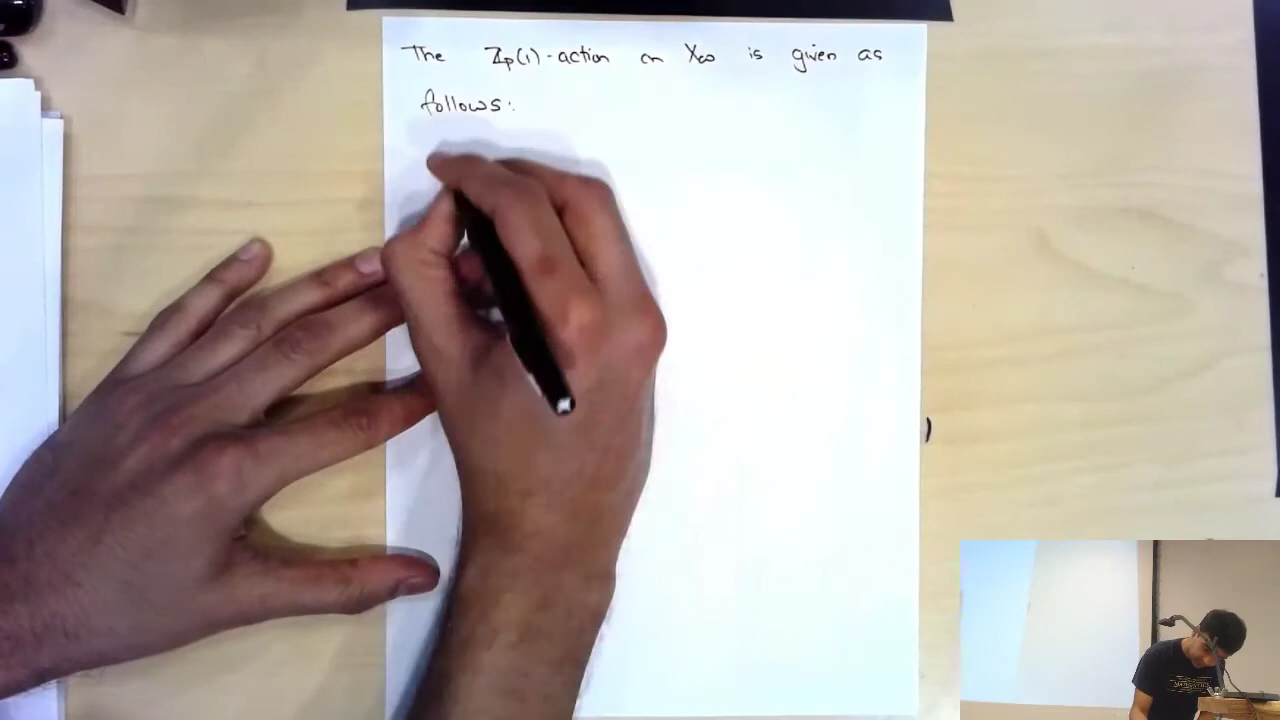 The ℤp(1)-action on X∞ is given as
follows: